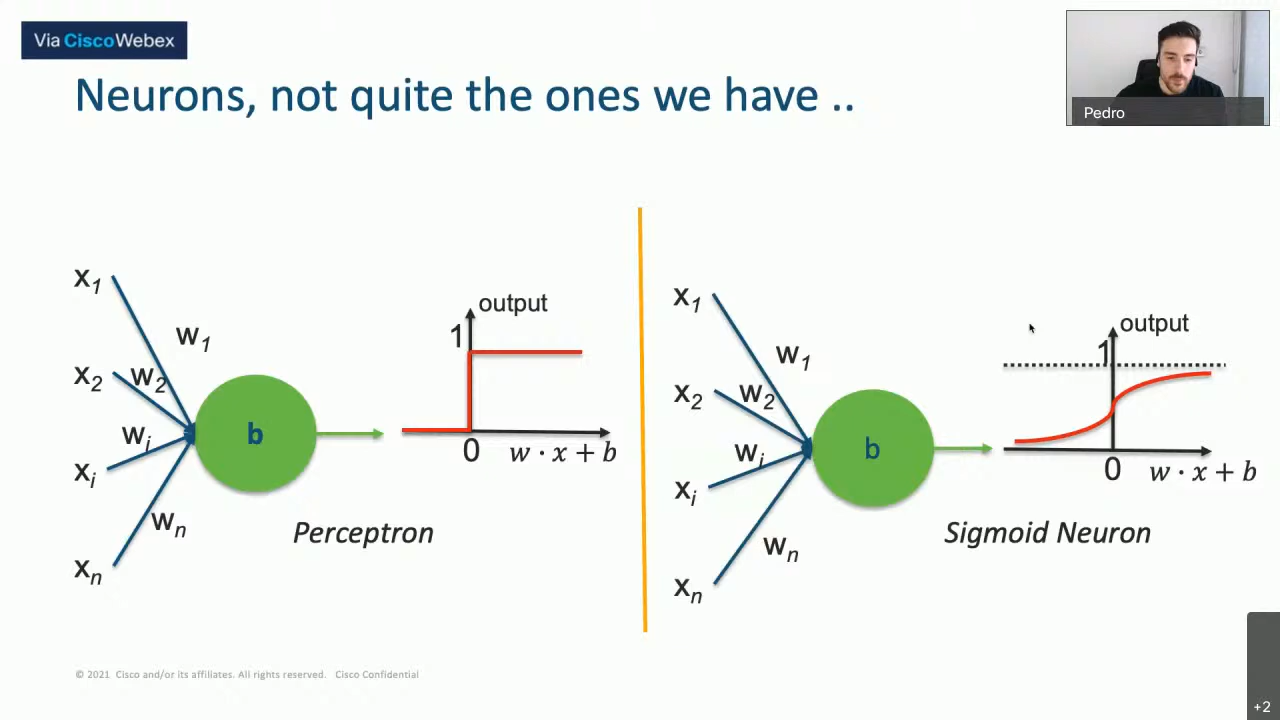 Via CiscoWebex
Neurons, not quite the ones we have ..
Pedro
x1
w1
x2
w2
wi
xi
wn
xn
b
output
1
0
w · x + b
Perceptron
x1
w1
x2
w2
wi
xi
wn
xn
b
output
1
0
w · x + b
Sigmoid Neuron
© 2021 Cisco and/or its affiliates. All rights reserved. Cisco Confidential
+2